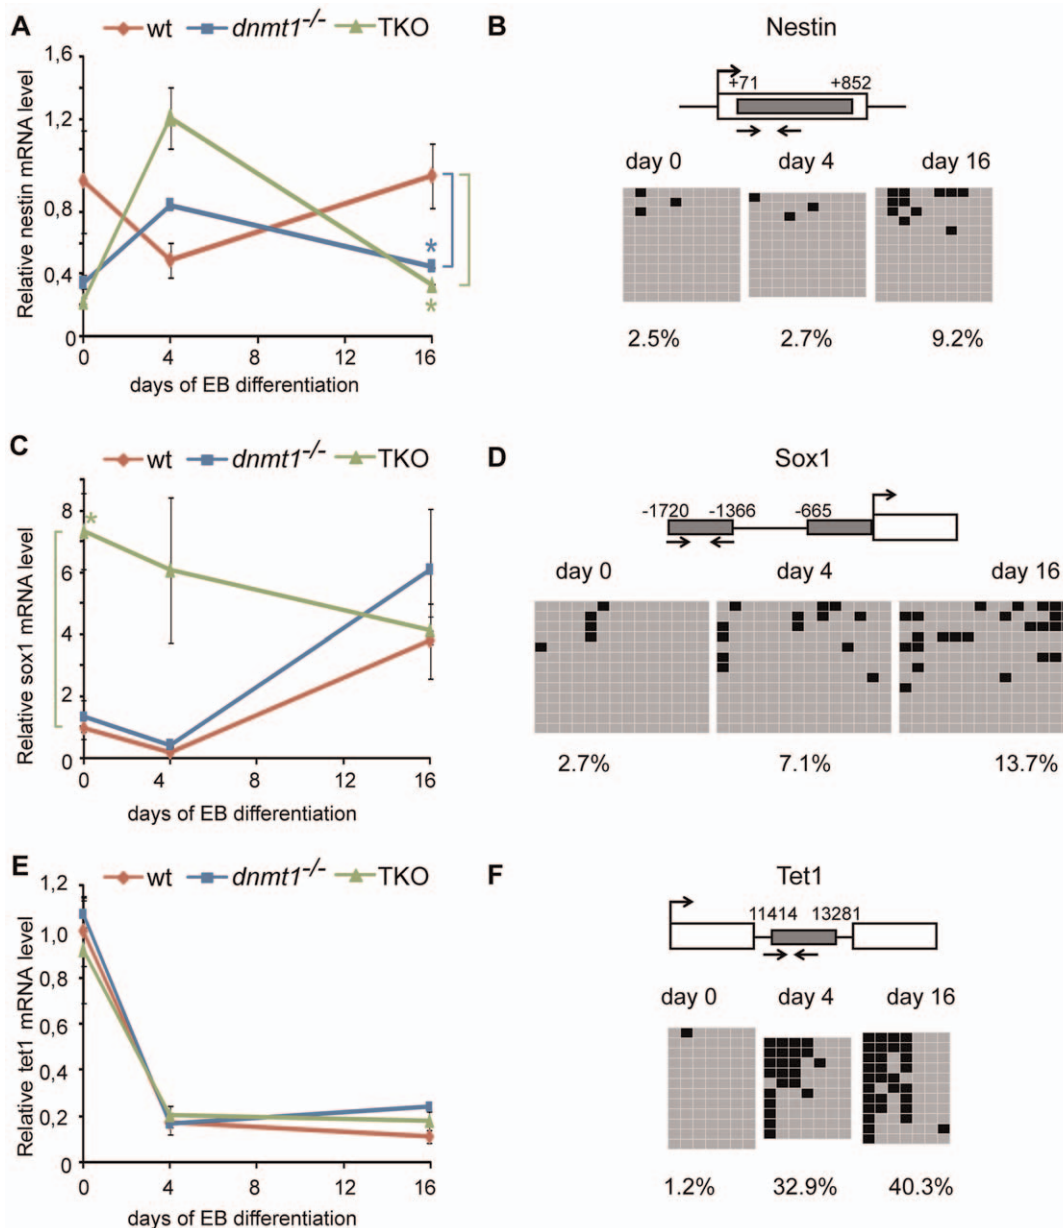 A
wt dnmt1-/- TKO
Relative nestin mRNA level
1,6
1,2
0,8
0,4
0
0 4 8 12 16
days of EB differentiation
*
*
B
Nestin
+71 +852
day 0 day 4 day 16
2.5% 2.7% 9.2%
C
wt dnmt1-/- TKO
Relative sox1 mRNA level
8
6
4
2
0
0 4 8 12 16
days of EB differentiation
*
D
Sox1
-1720 -1366 -665
day 0 day 4 day 16
2.7% 7.1% 13.7%
E
wt dnmt1-/- TKO
Relative tet1 mRNA level
1,2
1,0
0,8
0,6
0,4
0,2
0
0 4 8 12 16
days of EB differentiation
F
Tet1
11414 13281
day 0 day 4 day 16
1.2% 32.9% 40.3%